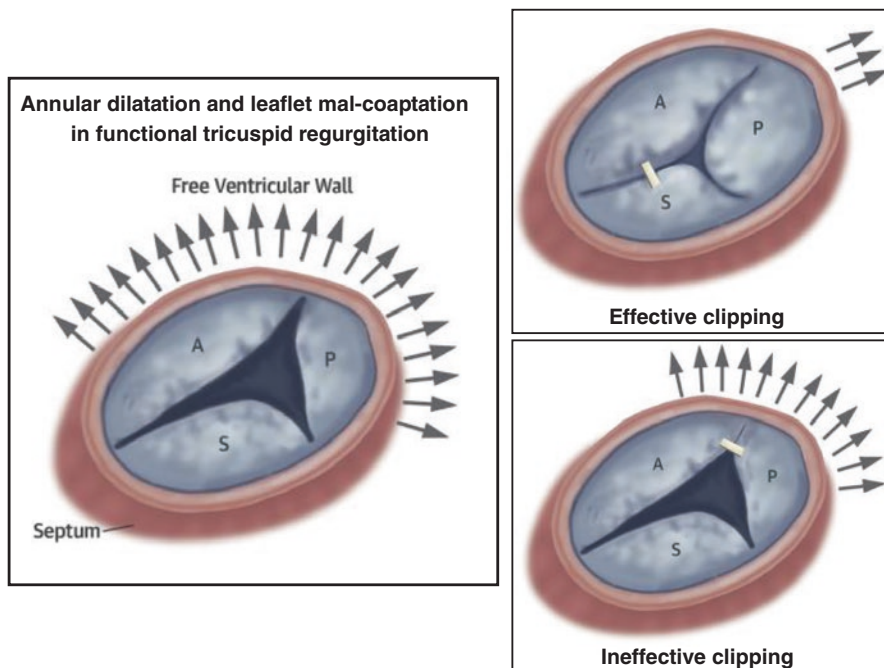 Annular dilatation and leaflet mal-coaptation
in functional tricuspid regurgitation
Free Ventricular Wall
A
P
S
Septum
A
P
S
Effective clipping
A
P
S
Ineffective clipping